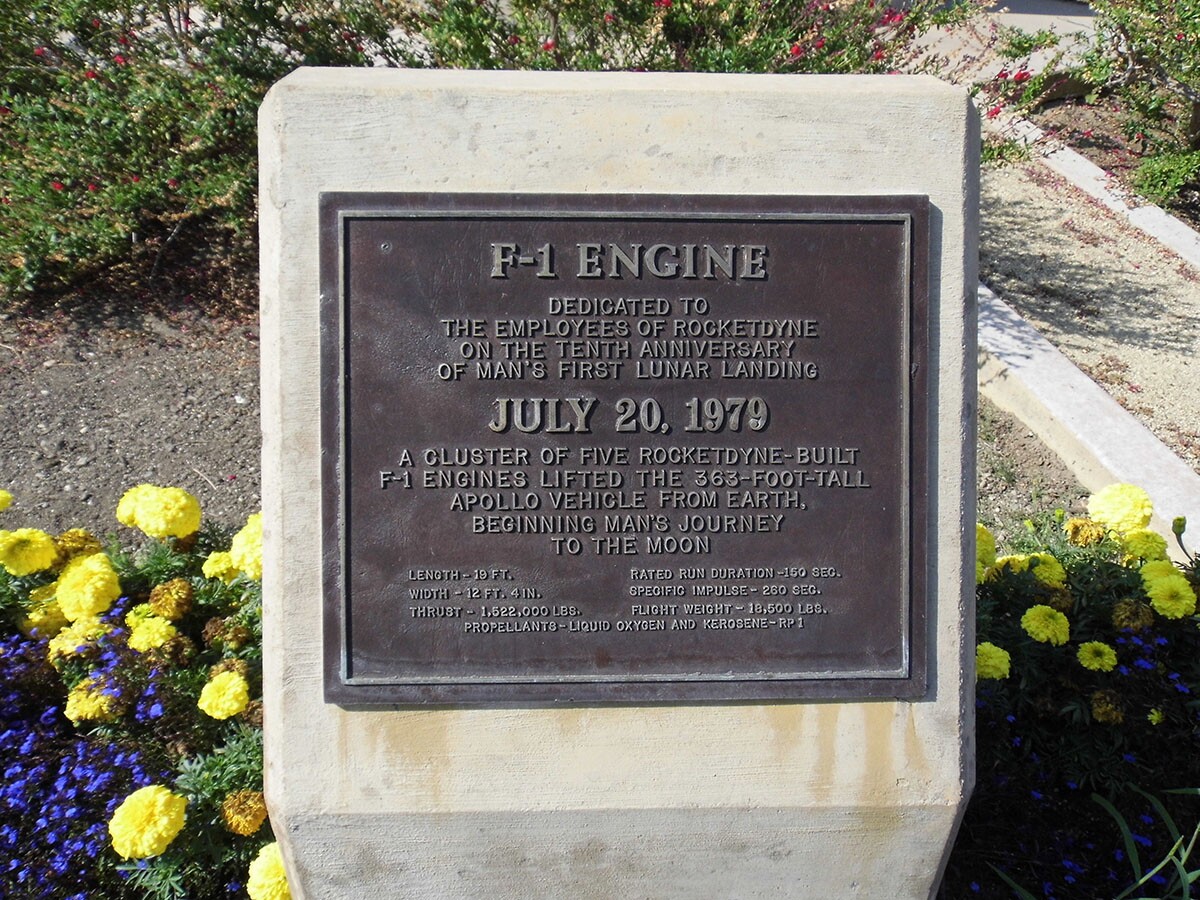 F-1 ENGINE
DEDICATED TO
THE EMPLOYEES OF ROCKETDYNE
ON THE TENTH ANNIVERSARY
OF MAN'S FIRST LUNAR LANDING
JULY 20, 1979
A CLUSTER OF FIVE ROCKETDYNE-BUILT
F-1 ENGINES LIFTED THE 363-FOOT-TALL
APOLLO VEHICLE FROM EARTH,
BEGINNING MAN'S JOURNEY
TO THE MOON
LENGTH - 19 FT. RATED RUN DURATION - 150 SEC.
WIDTH - 12 FT. 4 IN. SPECIFIC IMPULSE - 260 SEC.
THRUST - 1,522,000 LBS. FLIGHT WEIGHT - 18,500 LBS.
PROPELLANTS - LIQUID OXYGEN AND KEROSENE - RP 1